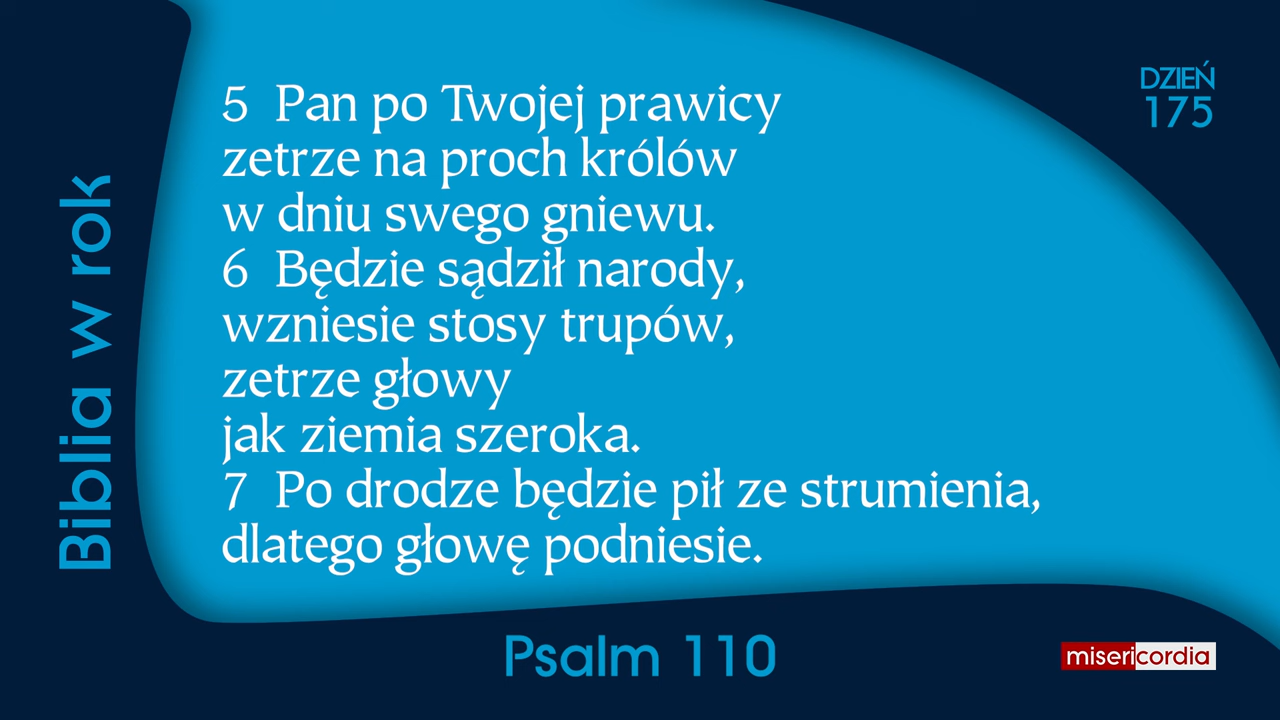 DZIEŃ
175
5 Pan po Twojej prawicy
zetrze na proch królów
w dniu swego gniewu.
6 Będzie sądził narody,
wzniesie stosy trupów,
zetrze głowy
jak ziemia szeroka.
7 Po drodze będzie pił ze strumienia,
dlatego głowę podniesie.
Biblia w rok
Psalm 110
misericordia